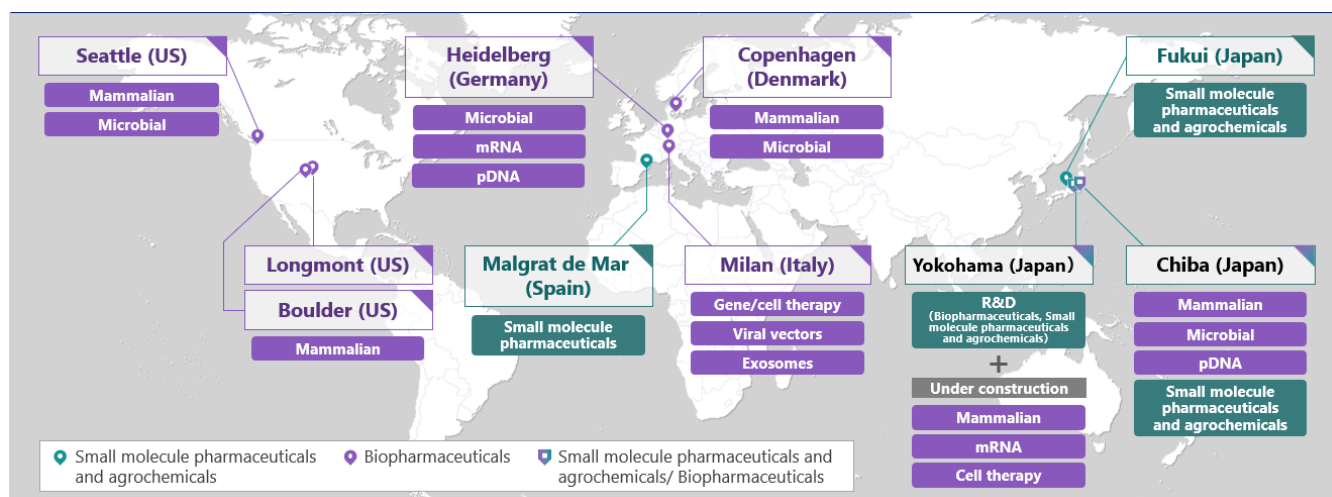 Seattle (US)
Mammalian
Microbial
Heidelberg
(Germany)
Microbial
mRNA
pDNA
Copenhagen
(Denmark)
Mammalian
Microbial
Fukui (Japan)
Small molecule
pharmaceuticals
and agrochemicals
Longmont (US)
Boulder (US)
Mammalian
Malgrat de Mar
(Spain)
Small molecule
pharmaceuticals
Milan (Italy)
Gene/cell therapy
Viral vectors
Exosomes
Yokohama (Japan)
R&D
(Biopharmaceuticals, Small
molecule pharmaceuticals
and agrochemicals)
+
Under construction
Mammalian
mRNA
Cell therapy
Chiba (Japan)
Mammalian
Microbial
pDNA
Small molecule
pharmaceuticals
and agrochemicals
Small molecule pharmaceuticals
and agrochemicals
Biopharmaceuticals
Small molecule pharmaceuticals and
agrochemicals/ Biopharmaceuticals